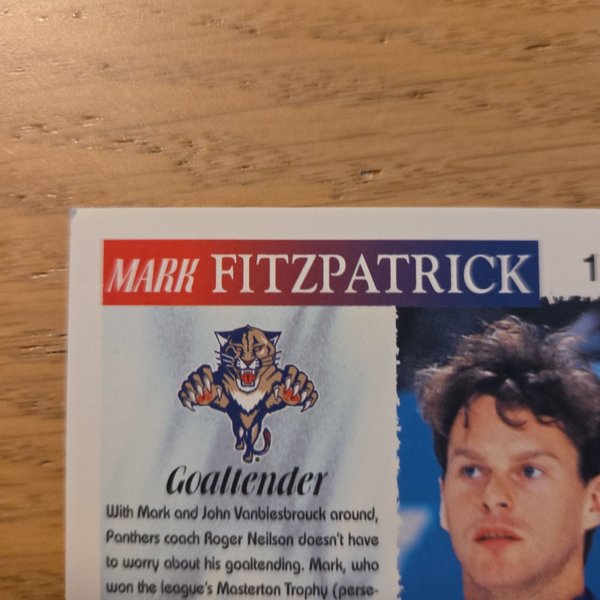 MARK FITZPATRICK
1
Goaltender
With Mark and John Vanbiesbrouck around,
Panthers coach Roger Neilson doesn't have
to worry about his goaltending. Mark, who
won the league's Masterton Trophy (perse-